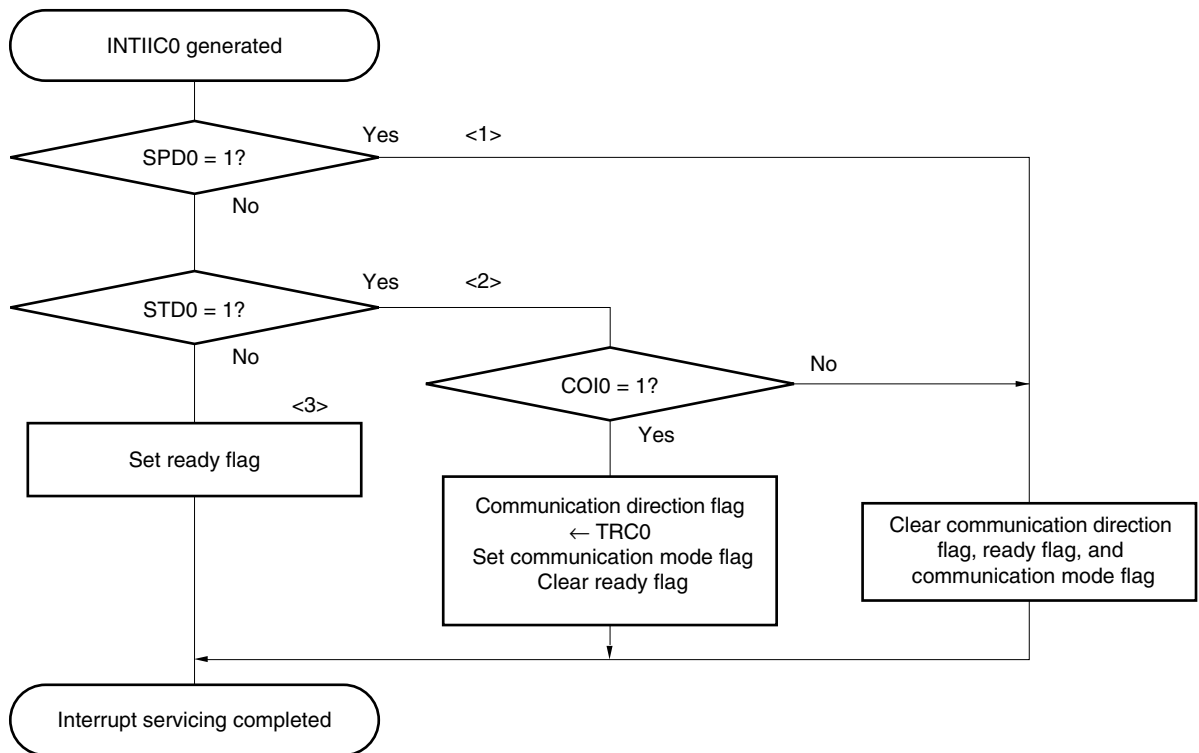 INTIIC0 generated
Yes
<1>
SPD0 = 1?
No
Yes
<2>
STD0 = 1?
No
No
COI0 = 1?
<3>
Yes
Set ready flag
Communication direction flag
← TRC0
Set communication mode flag
Clear ready flag
Clear communication direction
flag, ready flag, and
communication mode flag
Interrupt servicing completed